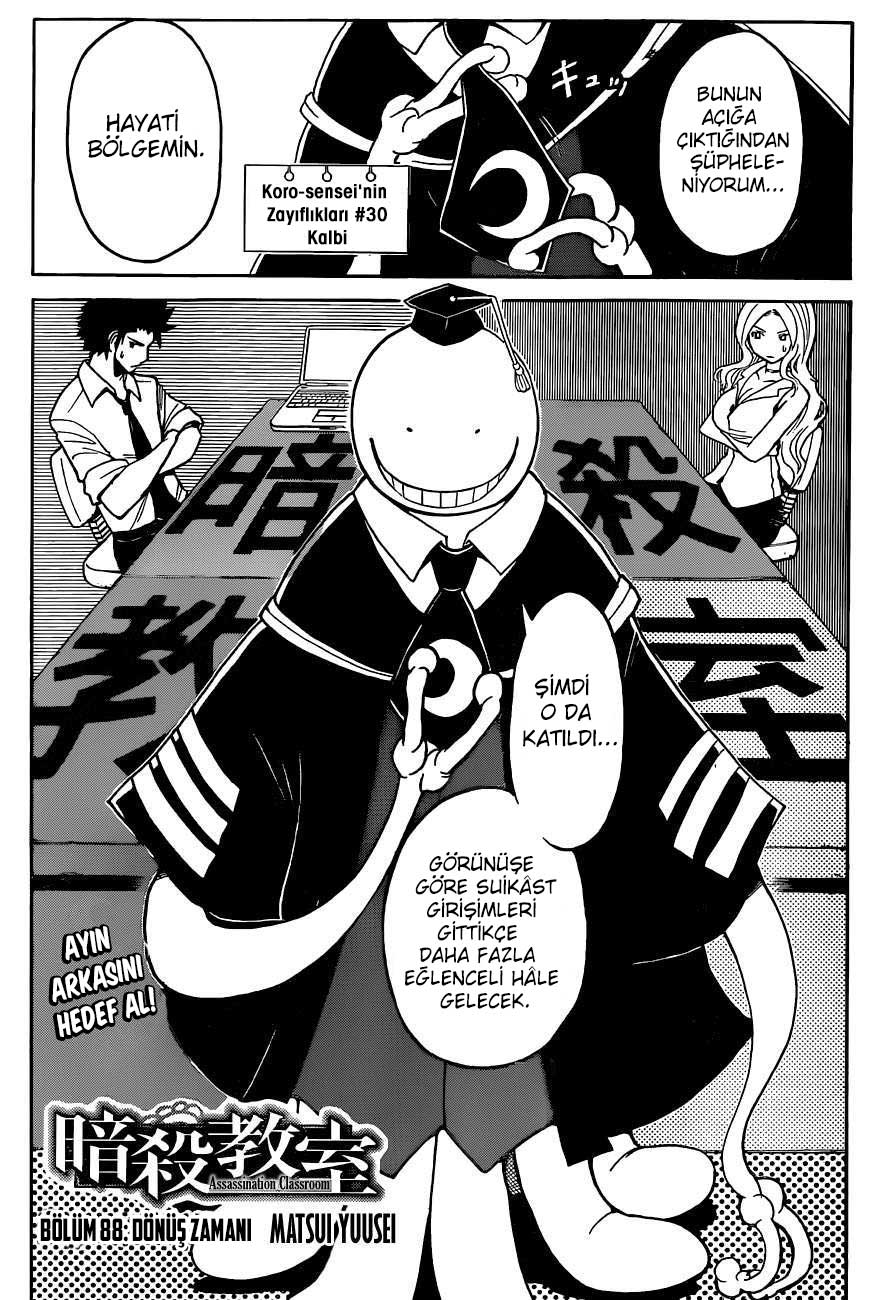 BUNUN
AÇIĞA
ÇIKTIĞINDAN
ŞÜPHELE-
NİYORUM...
キュッ
HAYATİ
BÖLGEMİN.
Koro-sensei'nin
Zayıflıkları #30
Kalbi
暗 殺
教 室
ŞİMDİ
O DA
KATILDI...
GÖRÜNÜŞE
GÖRE SUİKÂST
GİRİŞİMLERİ
GİTTİKÇE
DAHA FAZLA
EĞLENCELİ HÂLE
GELECEK.
AYIN
ARKASINI
HEDEF AL!
暗殺教室
Assassination Classroom
BÖLÜM 88: DÖNÜŞ ZAMANI MATSUI YUUSEI